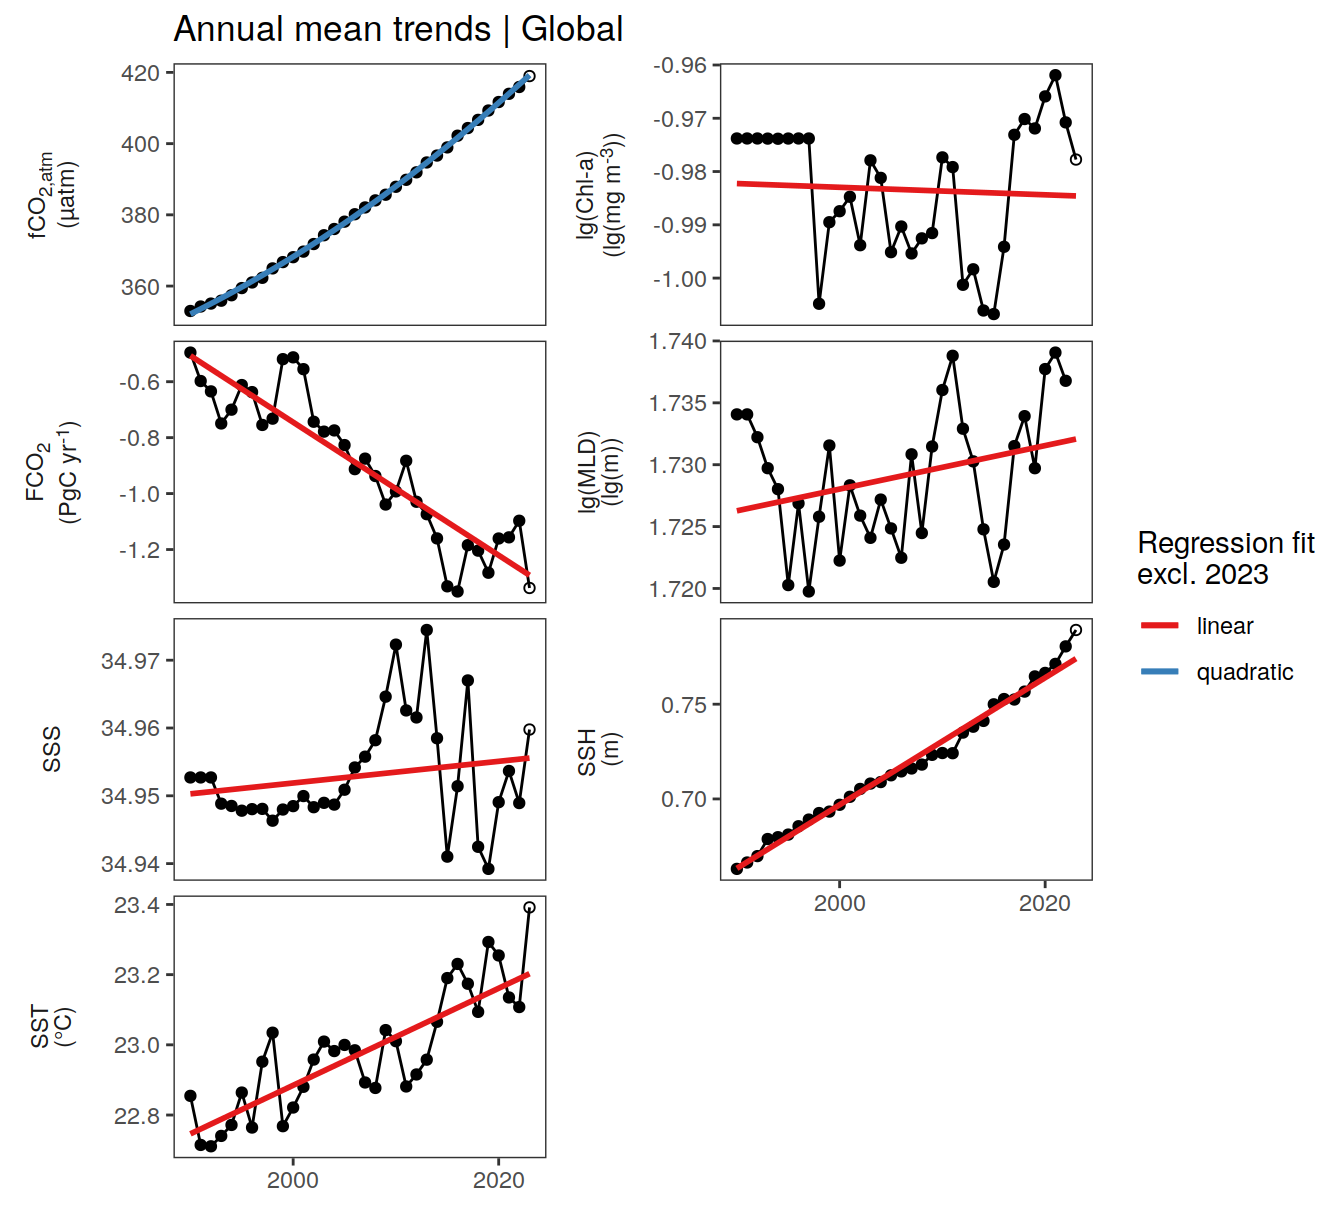 Annual mean trends | Global
fCO2,atm
(µatm)
420
400
380
360
lg(Chl-a)
(lg(mg m-3))
-0.96
-0.97
-0.98
-0.99
-1.00
FCO2
(PgC yr-1)
-0.6
-0.8
-1.0
-1.2
lg(MLD)
(lg(m))
1.740
1.735
1.730
1.725
1.720
SSS
34.97
34.96
34.95
34.94
SSH
(m)
0.75
0.70
2000
2020
SST
(°C)
23.4
23.2
23.0
22.8
2000
2020
Regression fit
excl. 2023
linear
quadratic